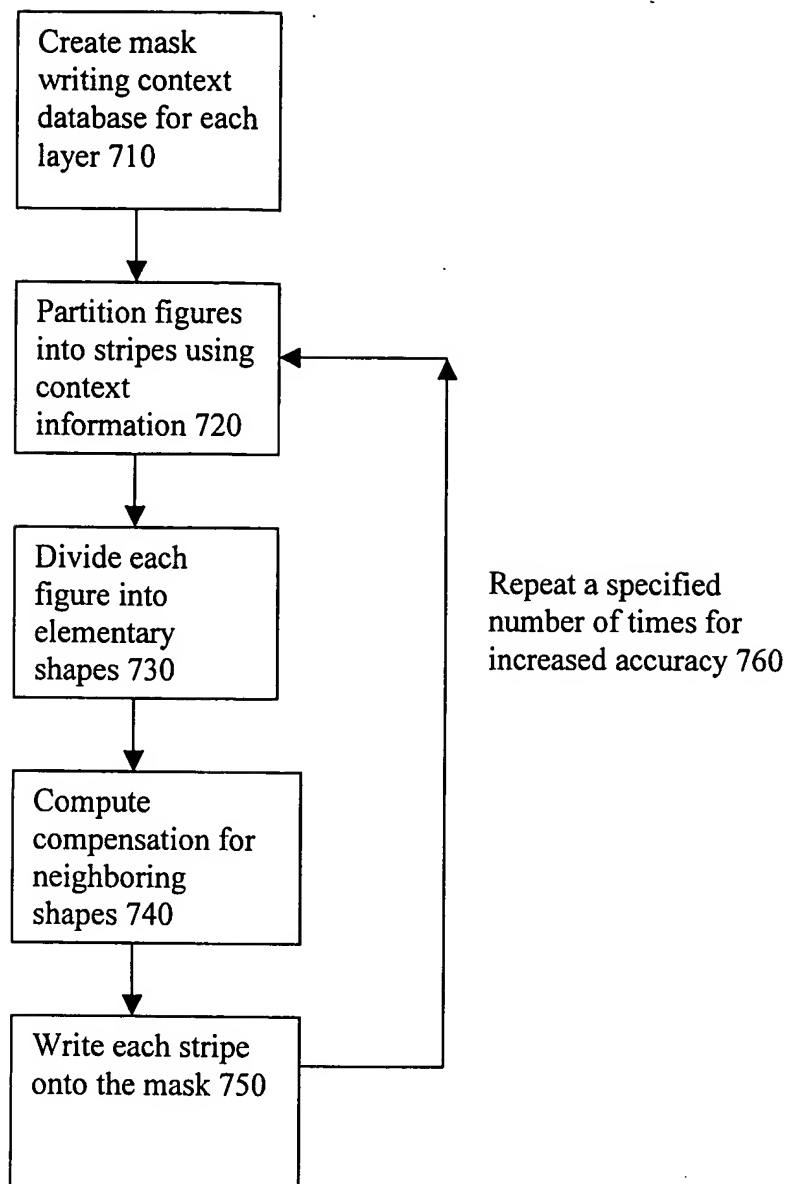 Create mask
writing context
database for each
layer 710
Partition figures
into stripes using
context
information 720
Divide each
figure into
elementary
shapes 730
Repeat a specified
number of times for
increased accuracy 760
Compute
compensation for
neighboring
shapes 740
Write each stripe
onto the mask 750